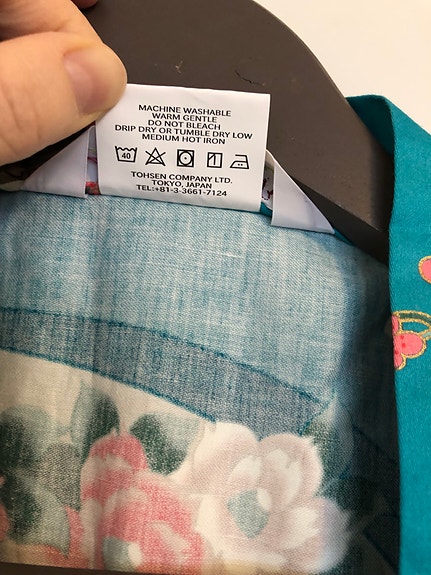 MACHINE WASHABLE
WARM GENTLE
DO NOT BLEACH
DRIP DRY OR TUMBLE DRY LOW
MEDIUM HOT IRON
40
TOHSEN COMPANY LTD.
TOKYO, JAPAN
TEL:+81-3-3661-7124